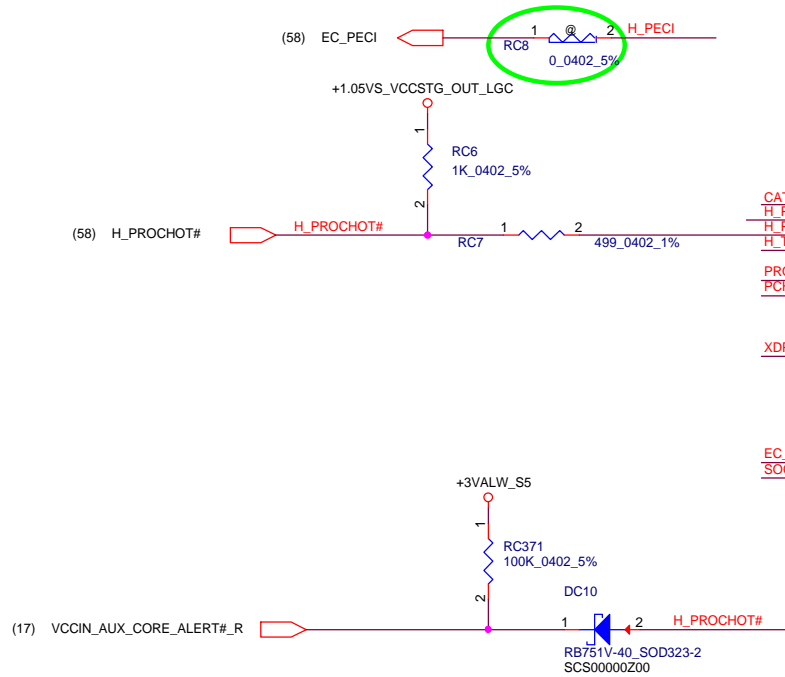 (58) EC_PECI RC8 1 @ 2 H_PECI
0_0402_5%
+1.05VS_VCCSTG_OUT_LGC
1
RC6
1K_0402_5%
2
(58) H_PROCHOT# H_PROCHOT# RC7 1 2 499_0402_1%
+3VALW_S5
1
RC371
100K_0402_5%
2
DC10
(17) VCCIN_AUX_CORE_ALERT#_R 1 2 H_PROCHOT#
RB751V-40_SOD323-2
SCS00000Z00